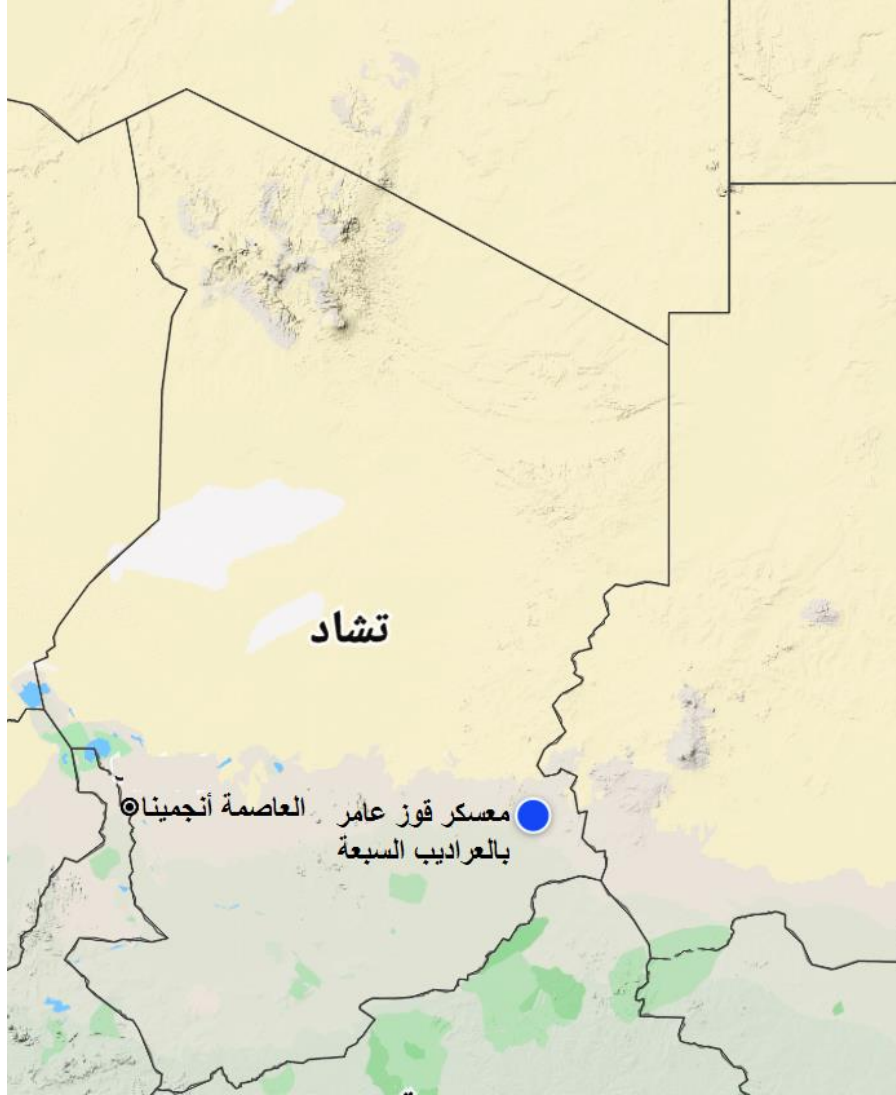 تشاد
العاصمة أنجمينا
معسكر قوز عامر
بالعراديب السبعة